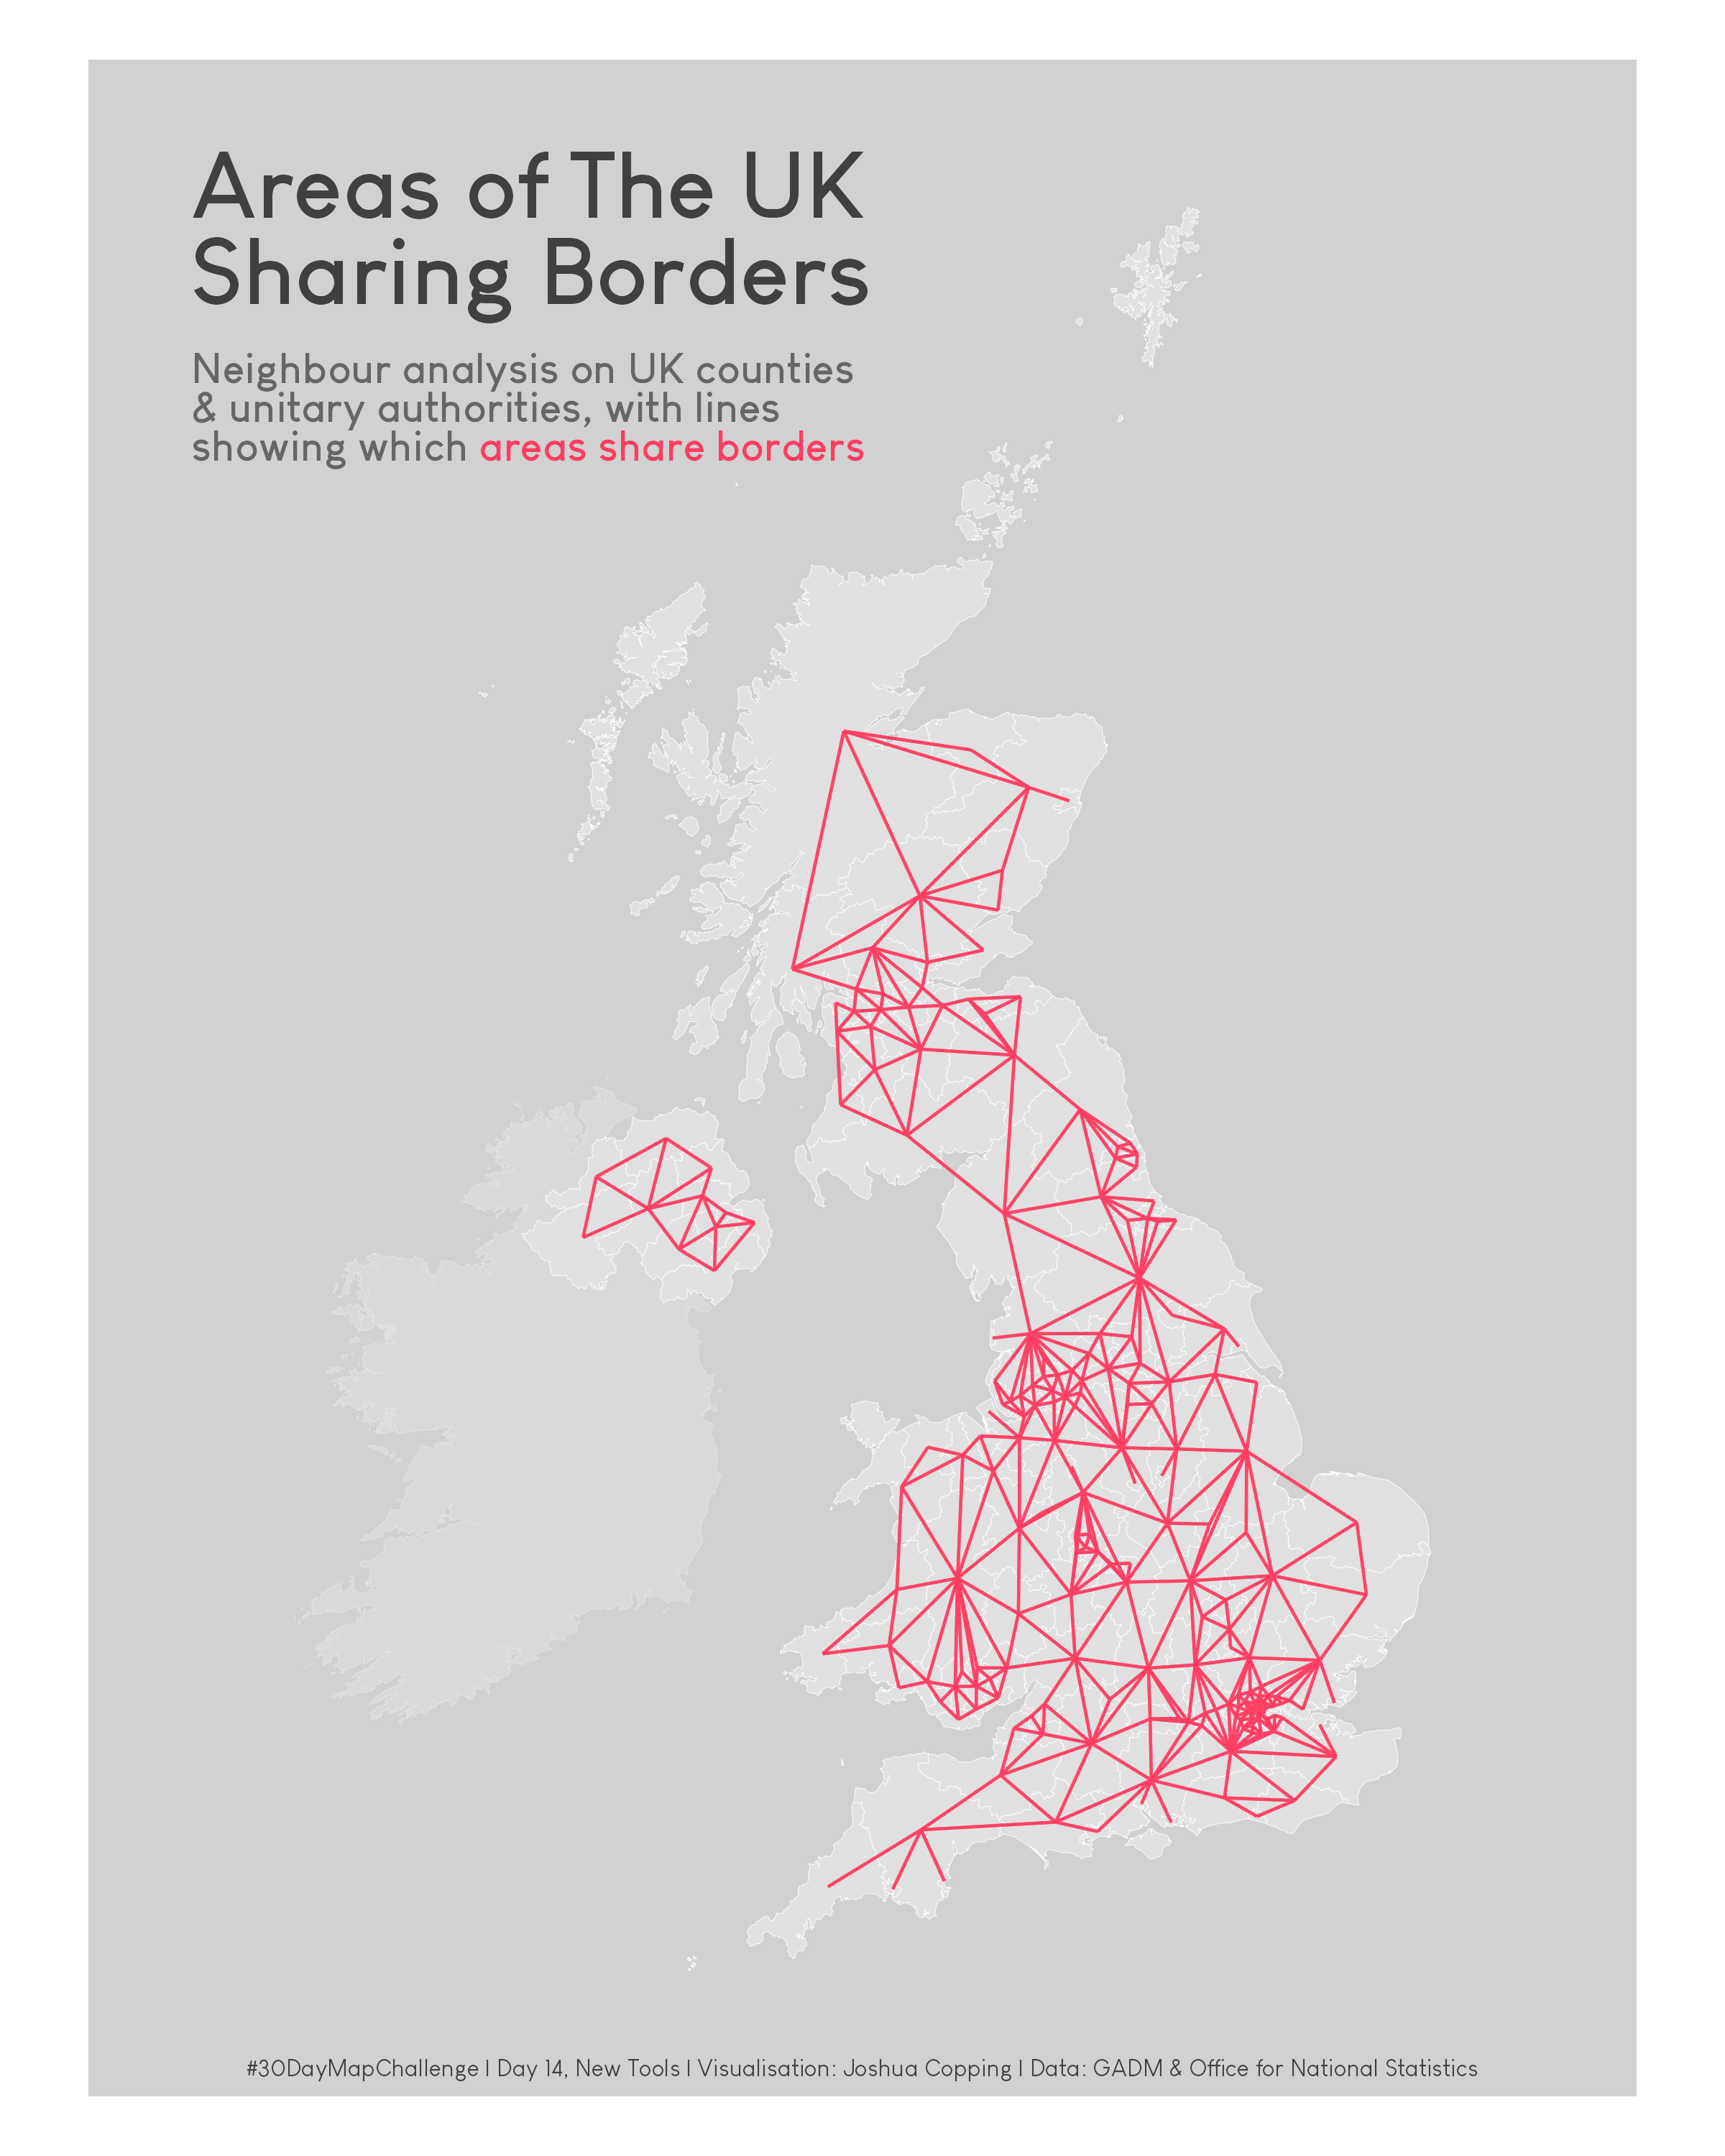 Areas of The UK
Sharing Borders
Neighbour analysis on UK counties
& unitary authorities, with lines
showing which areas share borders
#30DayMapChallenge | Day 14, New Tools | Visualisation: Joshua Copping | Data: GADM & Office for National Statistics